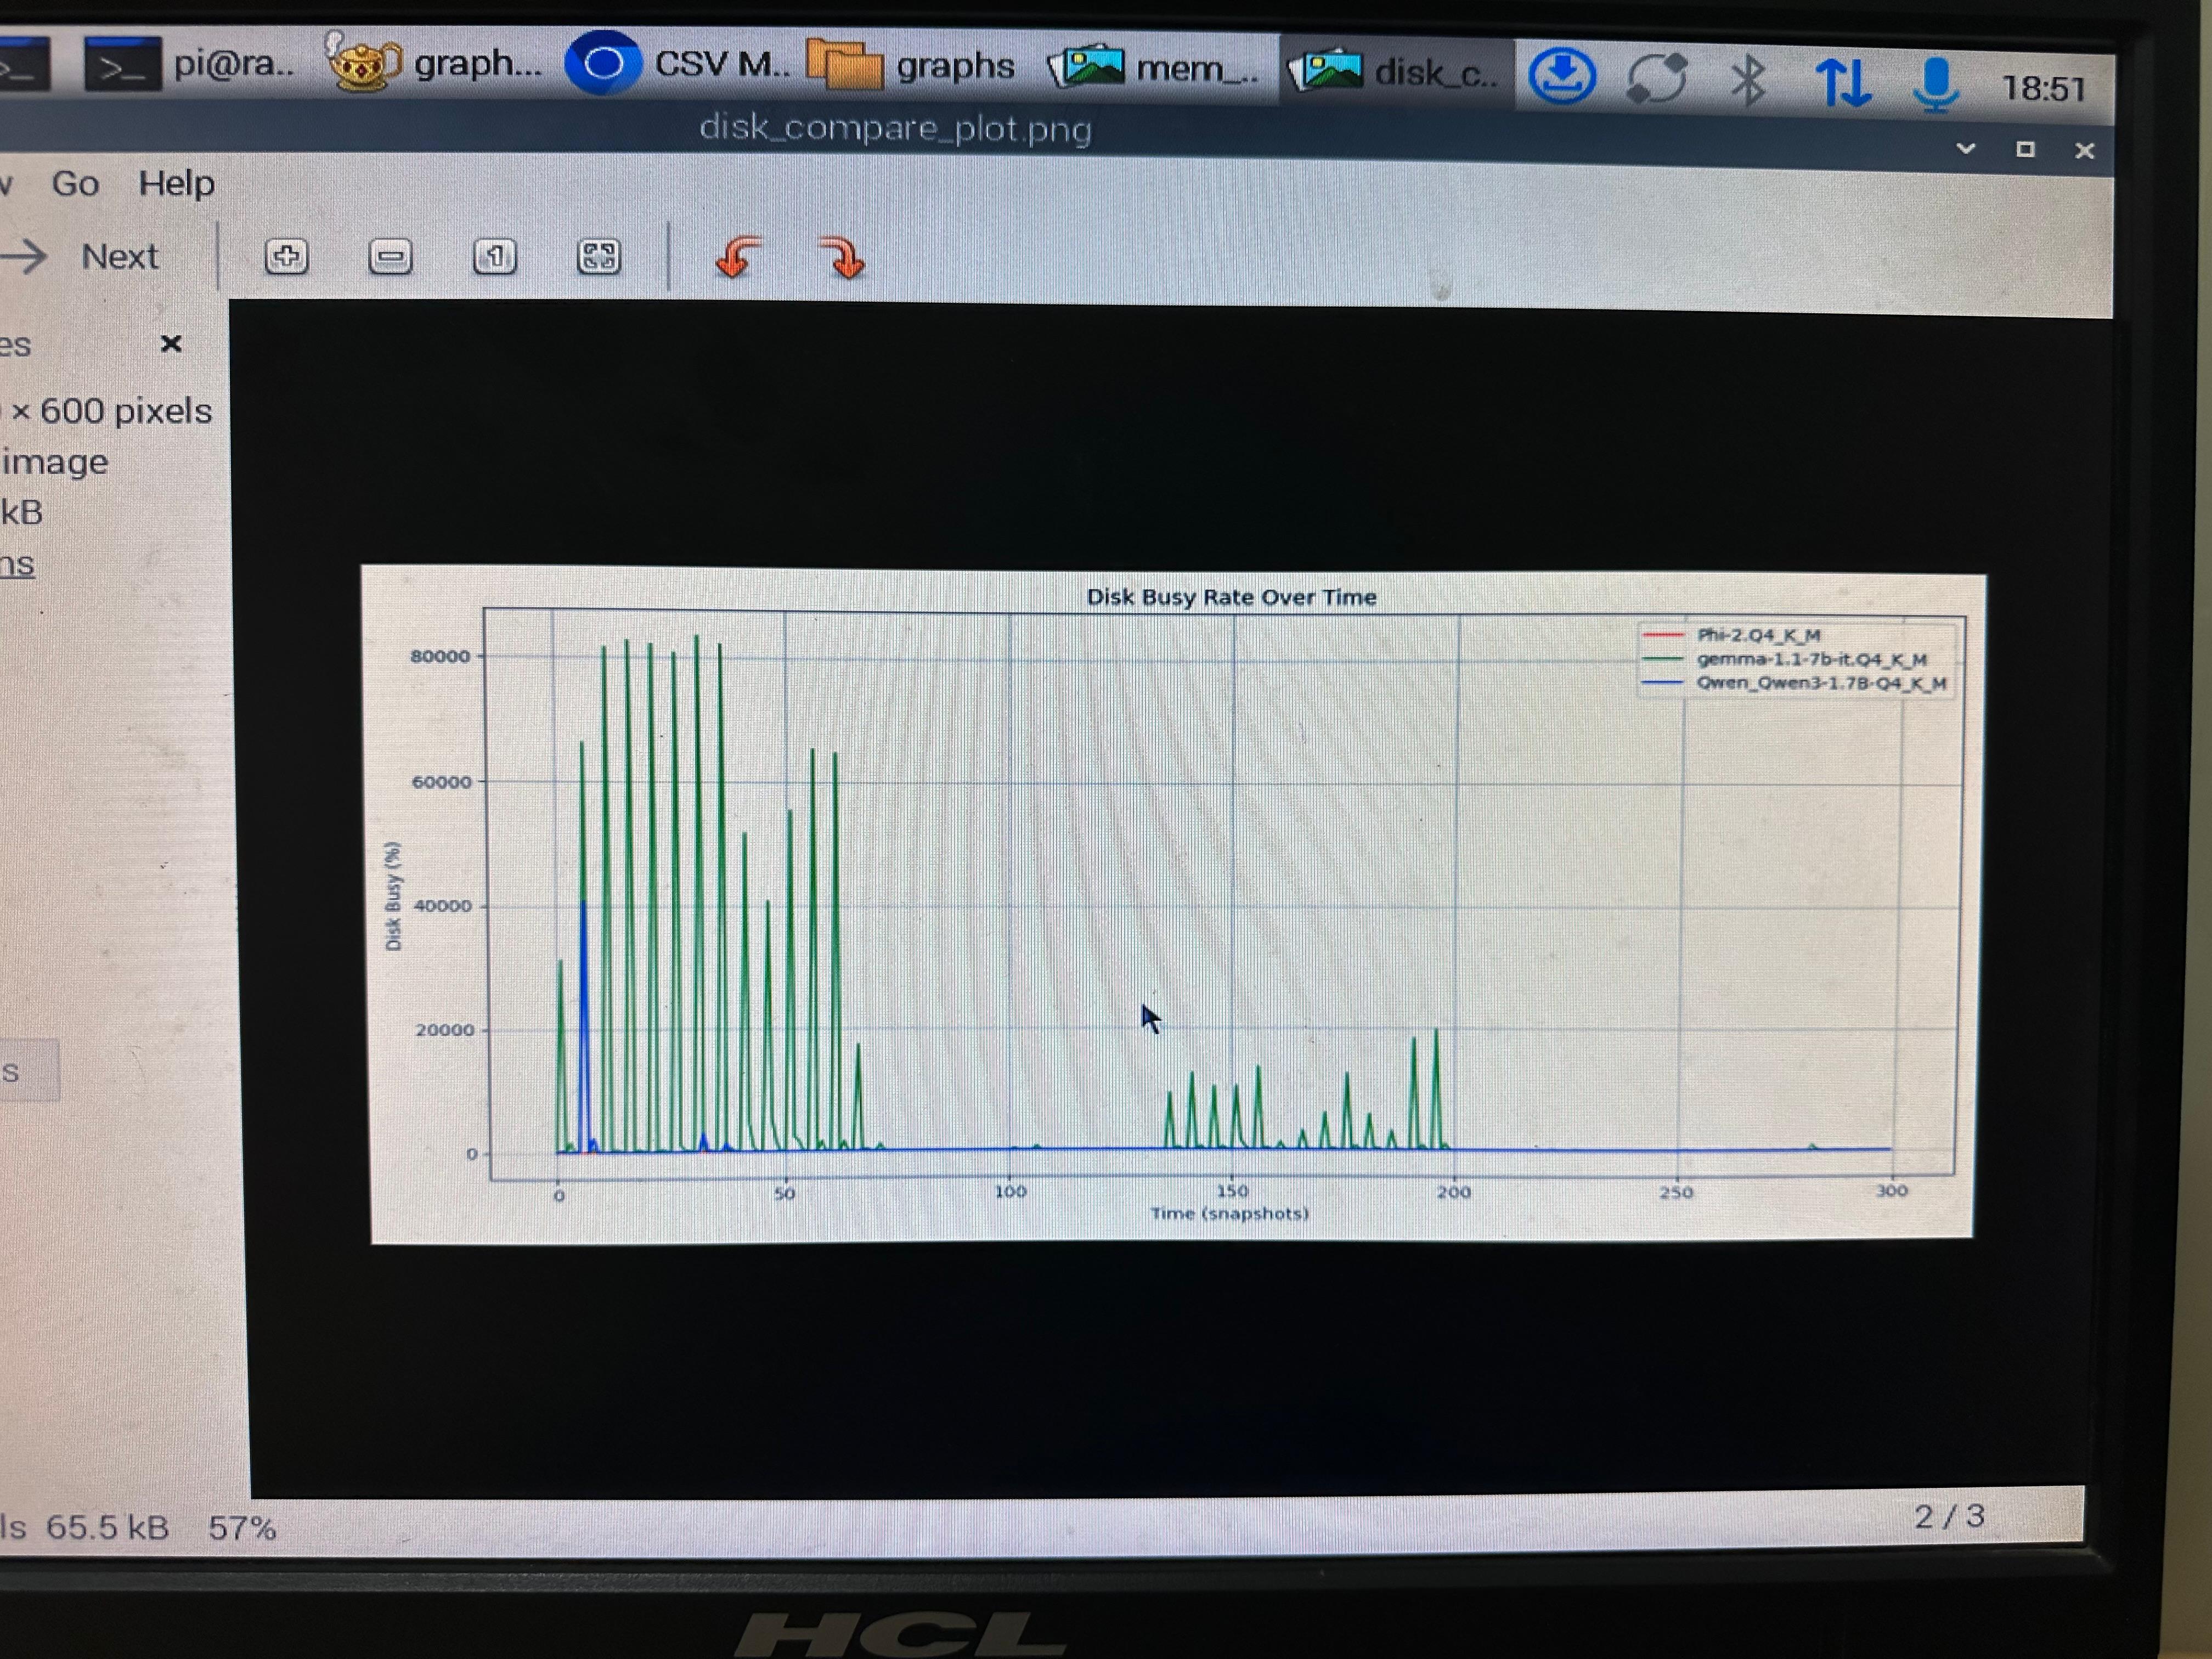 pi@ra..
graph...
CSV M..
graphs
mem_..
disk_c..
18:51
disk_compare_plot.png
Go
Help
Next
es
× 600 pixels
image
kB
ns
s
Disk Busy Rate Over Time
Phi-2.Q4_K_M
gemma-1.1-7b-it.Q4_K_M
Qwen_Qwen3-1.7B-Q4_K_M
80000
60000
40000
20000
0
Disk Busy (%)
0 50 100 150 200 250 300
Time (snapshots)
ls 65.5 kB 57%
2 / 3
HCL